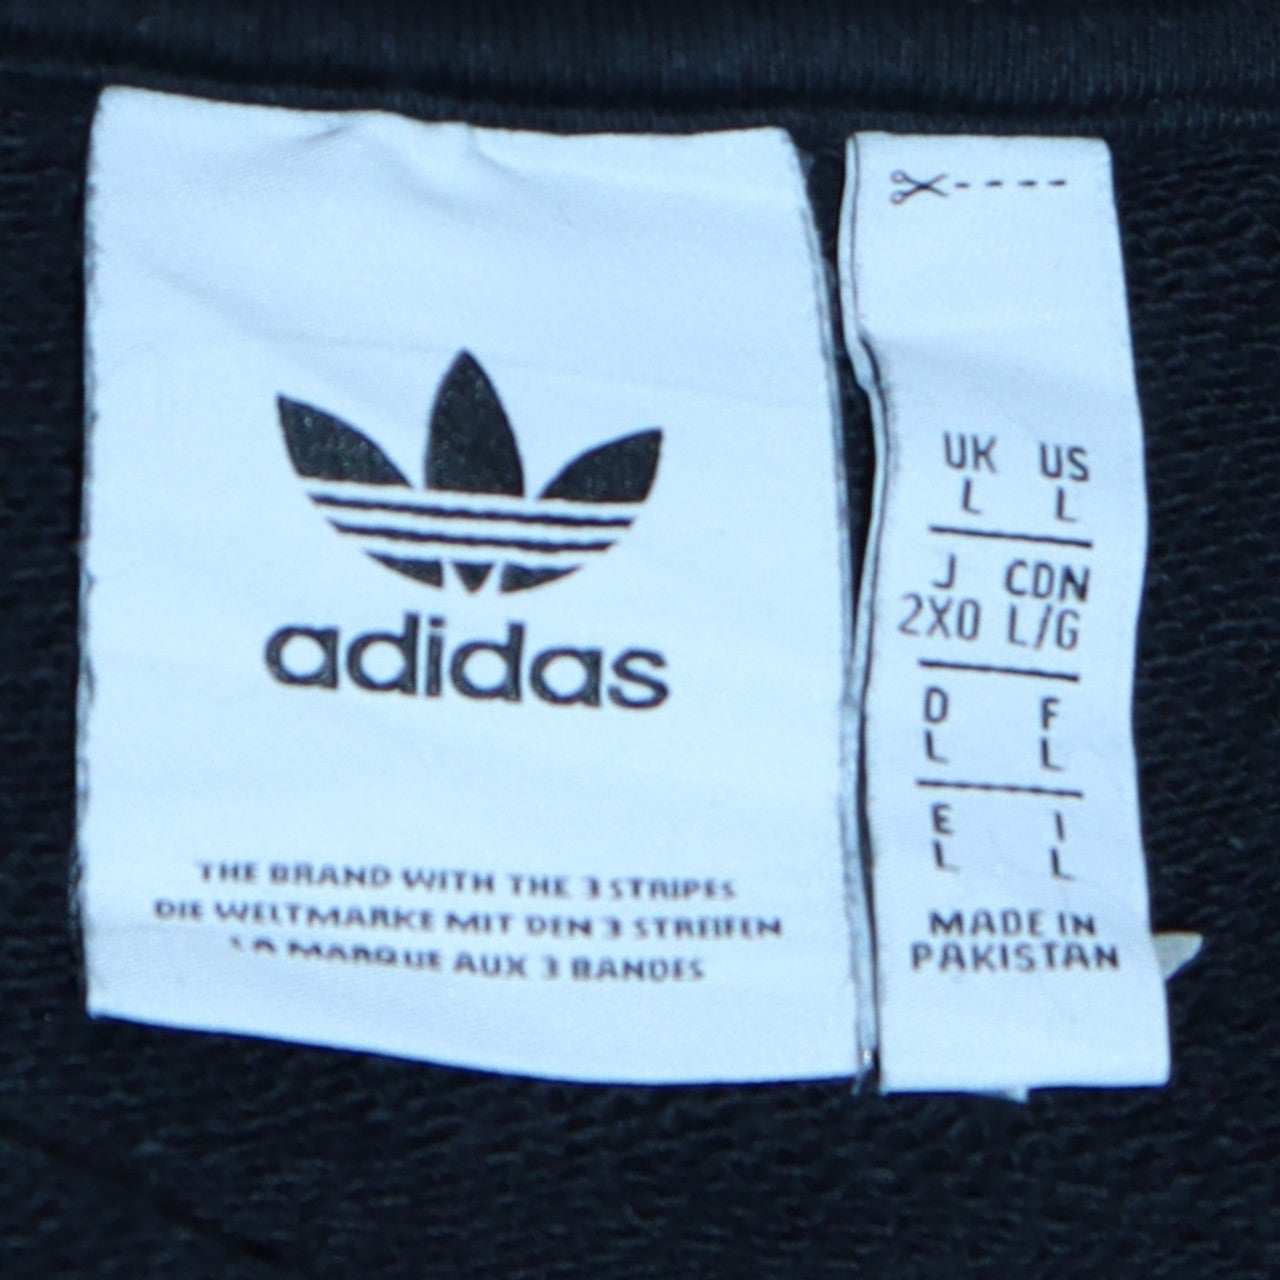 adidas
THE BRAND WITH THE 3 STRIPES
DIE WELTMARKE MIT DEN 3 STREIFEN
LA MARQUE AUX 3 BANDES
UK US
L L
J CDN
2XO L/G
D F
L L
E I
L L
MADE IN
PAKISTAN